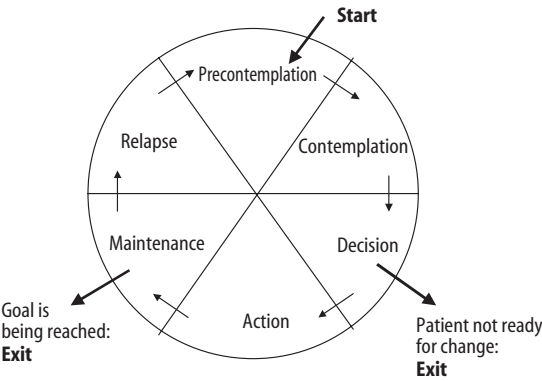 Start
Precontemplation
Relapse
Contemplation
Maintenance
Decision
Action
Goal is
being reached:
Exit
Patient not ready
for change:
Exit